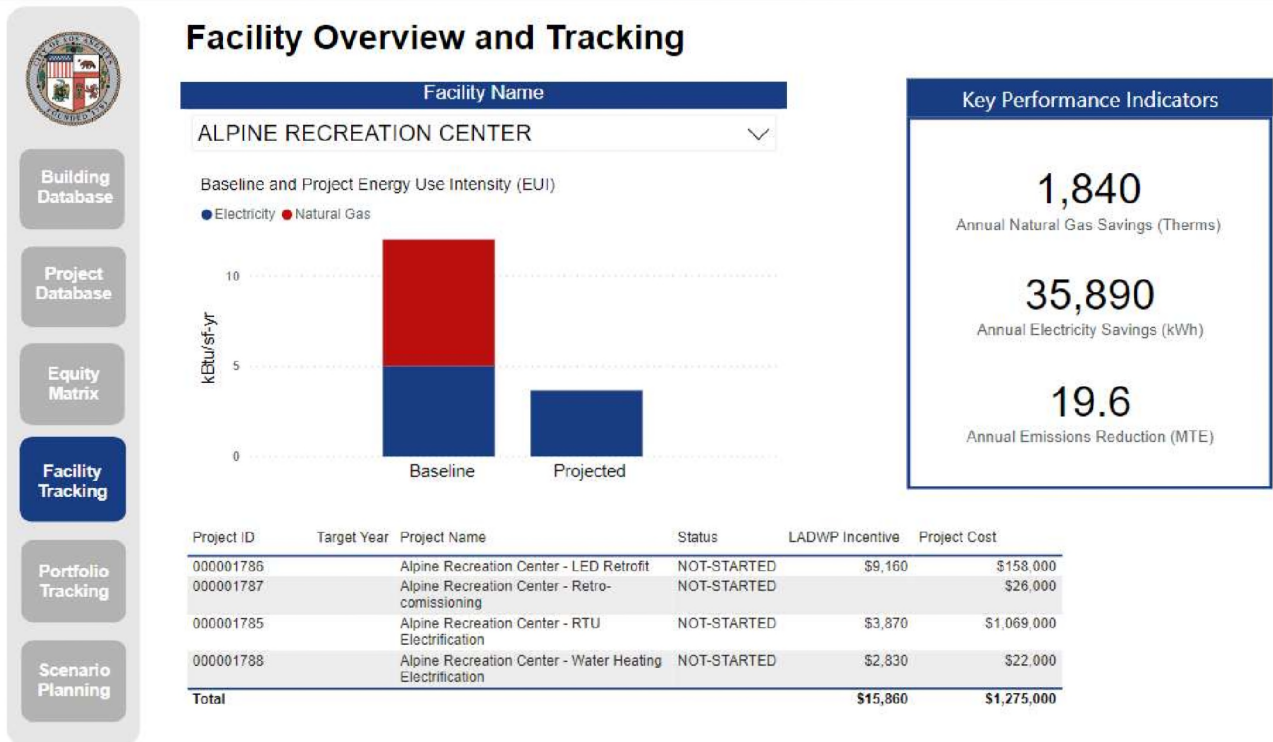 Facility Overview and Tracking
CITY OF LOS ANGELES
FOUNDED 1781
Building
Database
Project
Database
Equity
Matrix
Facility
Tracking
Portfolio
Tracking
Scenario
Planning
Facility Name
ALPINE RECREATION CENTER
Baseline and Project Energy Use Intensity (EUI)
Electricity Natural Gas
kBtu/sf-yr
10
5
0
Baseline Projected
Key Performance Indicators
1,840
Annual Natural Gas Savings (Therms)
35,890
Annual Electricity Savings (kWh)
19.6
Annual Emissions Reduction (MTE)
Project ID Target Year Project Name Status LADWP Incentive Project Cost
000001786 Alpine Recreation Center - LED Retrofit NOT-STARTED $9,160 $158,000
000001787 Alpine Recreation Center - Retro- NOT-STARTED $26,000
comissioning
000001785 Alpine Recreation Center - RTU NOT-STARTED $3,870 $1,069,000
Electrification
000001788 Alpine Recreation Center - Water Heating NOT-STARTED $2,830 $22,000
Electrification
Total $15,860 $1,275,000